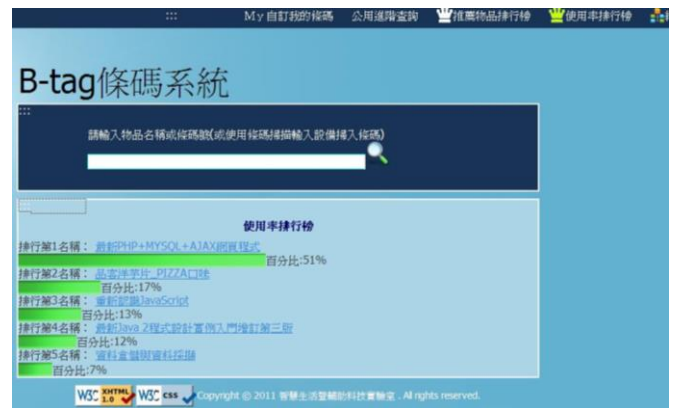 :::
My 自訂我的條碼 公用進階查詢 推薦物品排行榜 使用率排行榜
B-tag條碼系統
:::
請輸入物品名稱或條碼號(或使用條碼掃描輸入設備掃入條碼)
:::
使用率排行榜
排行第1名稱： 最新PHP+MYSQL+AJAX網頁程式
百分比:51%
排行第2名稱： 品客洋芋片_PIZZA口味
百分比:17%
排行第3名稱： 重新認識JavaScript
百分比:13%
排行第4名稱： 最新Java 2程式設計實例入門增訂第三版
百分比:12%
排行第5名稱： 資料倉儲與資料採礦
百分比:7%
W3C XHTML 1.0 W3C css Copyright © 2011 智慧生活暨輔助科技實驗室 . All rights reserved.